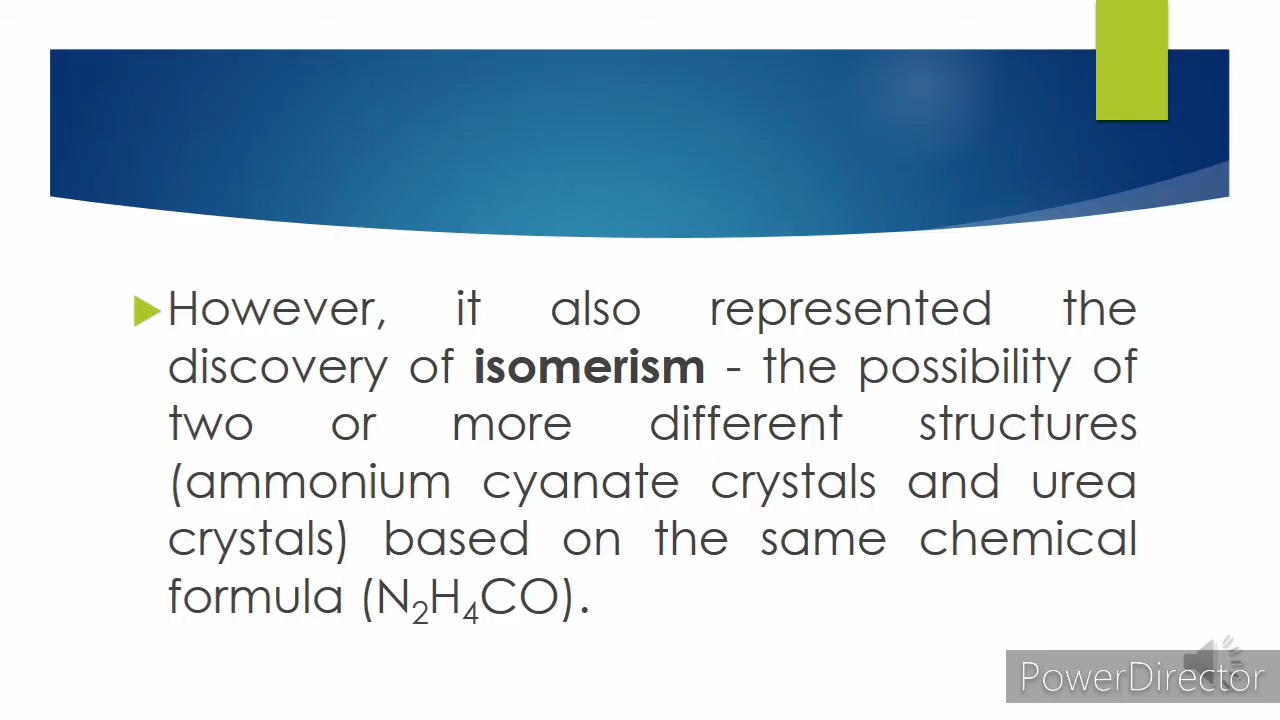 However, it also represented the
discovery of isomerism - the possibility of
two or more different structures
(ammonium cyanate crystals and urea
crystals) based on the same chemical
formula (N₂H₄CO).
PowerDirector